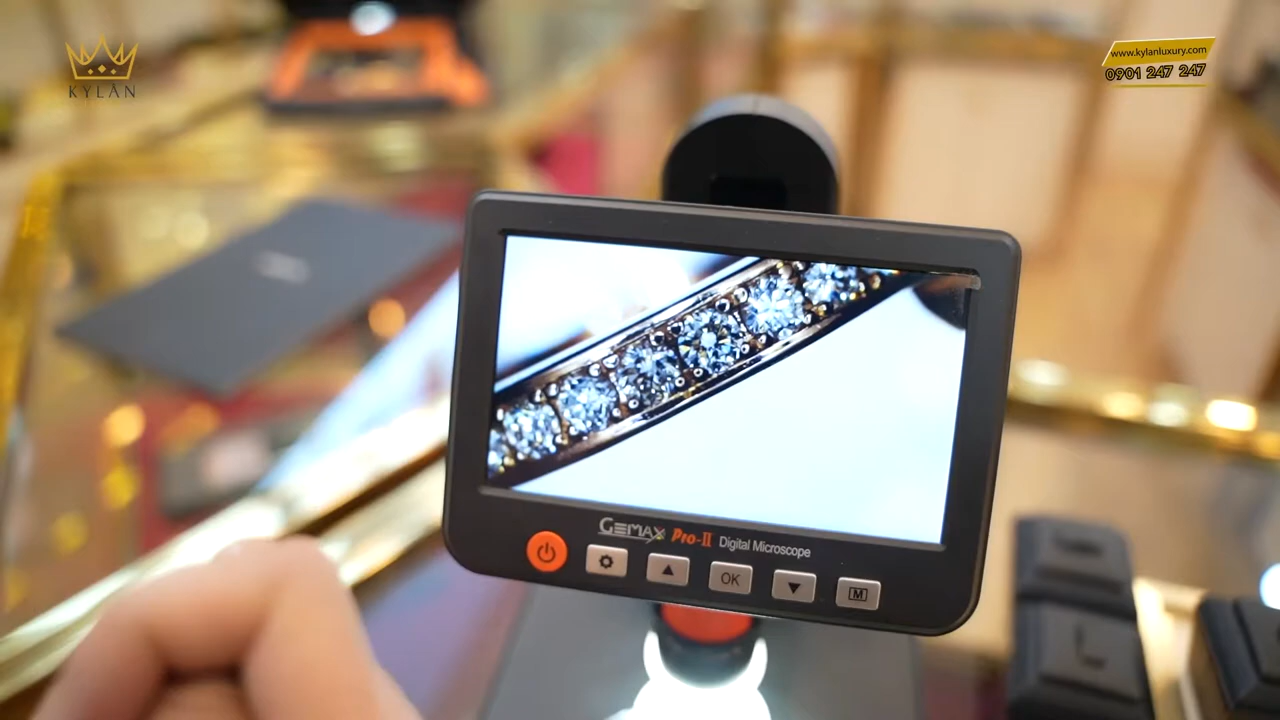 KYLAN
www.kylanluxury.com
0901 247 247
GEMAX Pro-II Digital Microscope
OK
M